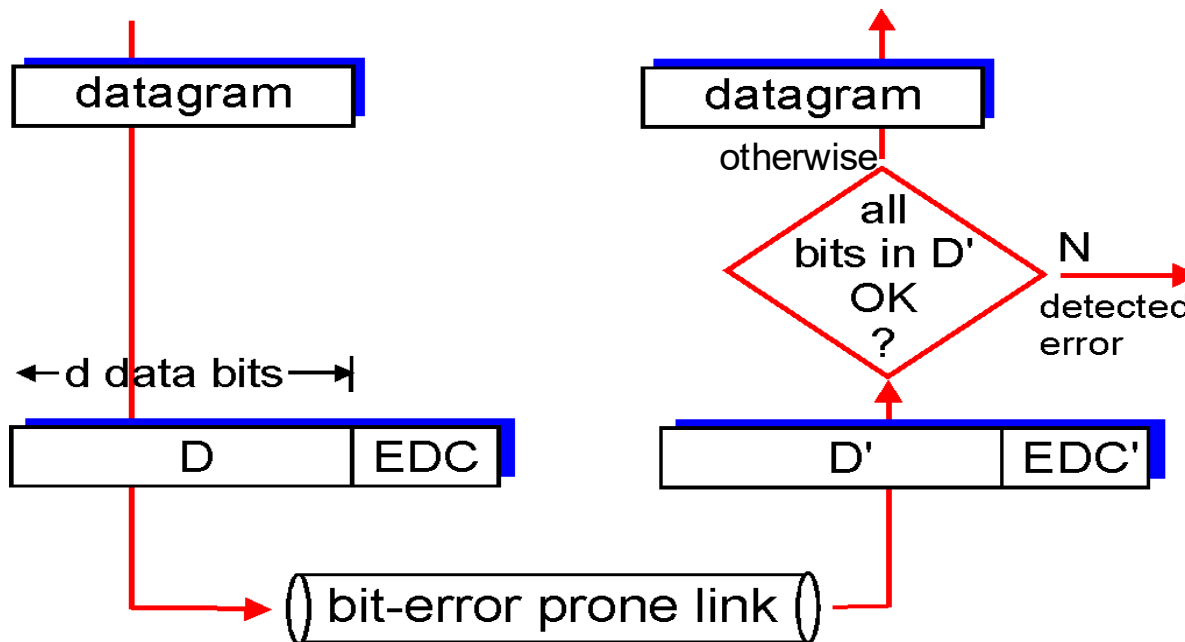 datagram
d data bits
D
EDC
bit-error prone link
datagram
otherwise
all
bits in D'
OK
?
N
detected
error
D'
EDC'